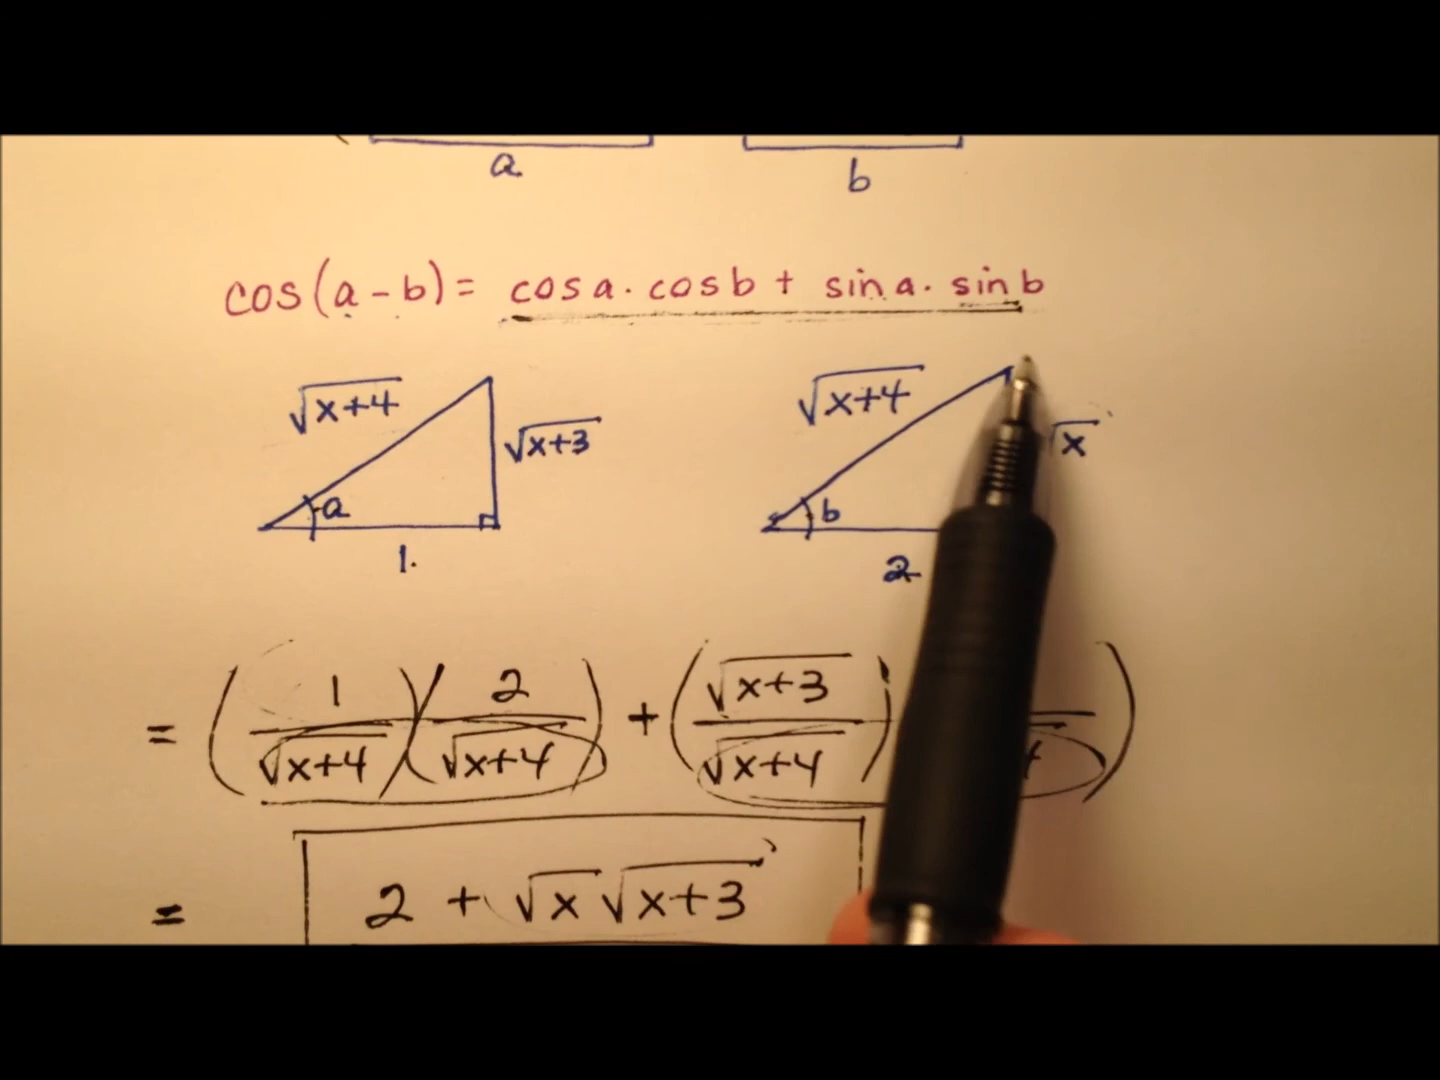 a b
cos(a - b) = cos a · cos b + sin a · sin b
√x+4 √x+3 a 1 √x+4 √x b 2
= (1/√x+4)(2/√x+4) + (√x+3/√x+4)
= 2 + √x √x+3